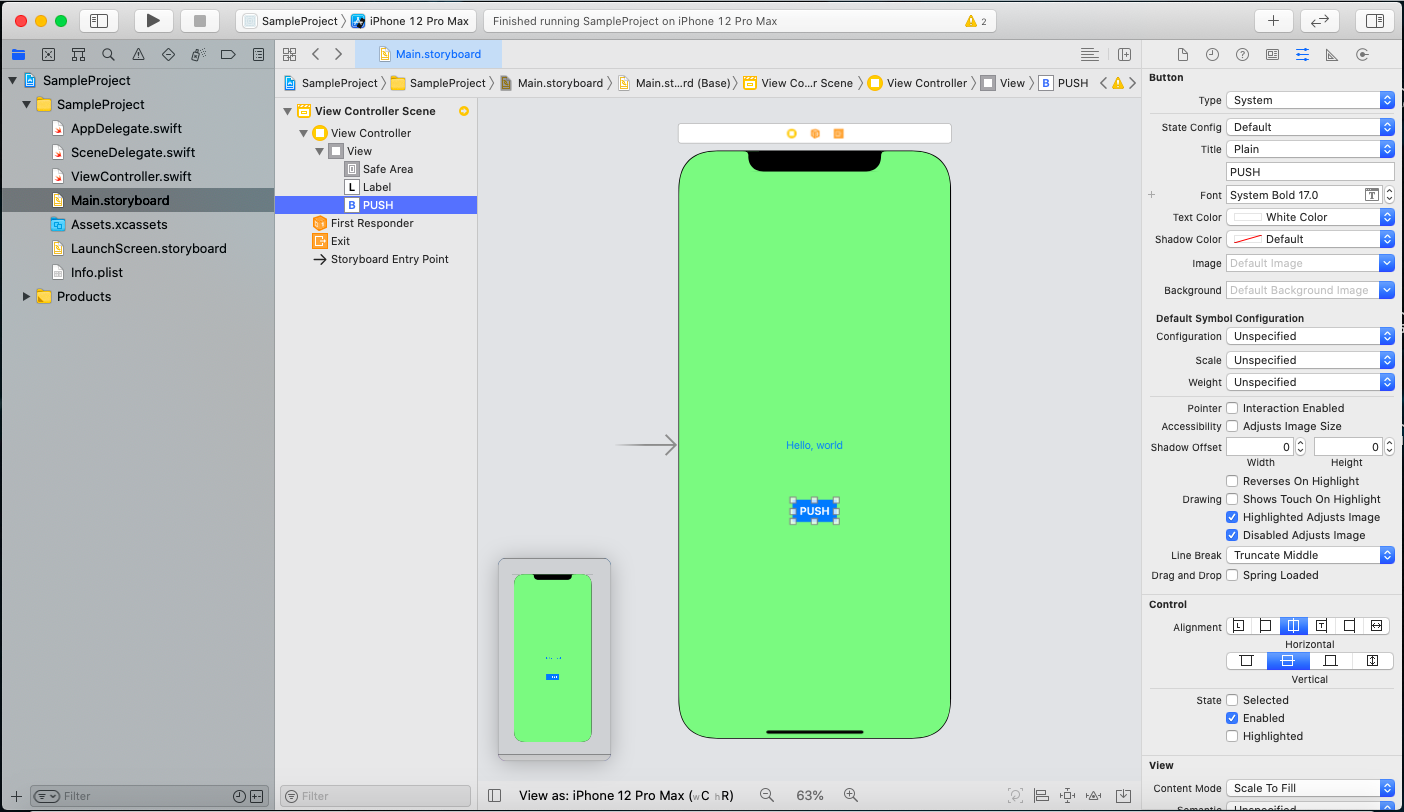 SampleProject iPhone 12 Pro Max
Finished running SampleProject on iPhone 12 Pro Max
2
SampleProject
SampleProject
AppDelegate.swift
SceneDelegate.swift
ViewController.swift
Main.storyboard
Assets.xcassets
LaunchScreen.storyboard
Info.plist
Products
Filter
Main.storyboard
SampleProject SampleProject Main.storyboard Main.st...rd (Base) View Co...r Scene View Controller View B PUSH
View Controller Scene
View Controller
View
Safe Area
L Label
B PUSH
First Responder
Exit
Storyboard Entry Point
Filter
Hello, world
PUSH
View as: iPhone 12 Pro Max (wC hR)
63%
Button
Type System
State Config Default
Title Plain
PUSH
Font System Bold 17.0
Text Color White Color
Shadow Color Default
Image Default Image
Background Default Background Image
Default Symbol Configuration
Configuration Unspecified
Scale Unspecified
Weight Unspecified
Pointer Interaction Enabled
Accessibility Adjusts Image Size
Shadow Offset 0 0
Width Height
Reverses On Highlight
Drawing Shows Touch On Highlight
Highlighted Adjusts Image
Disabled Adjusts Image
Line Break Truncate Middle
Drag and Drop Spring Loaded
Control
Alignment
Horizontal
Vertical
State Selected
Enabled
Highlighted
View
Content Mode Scale To Fill